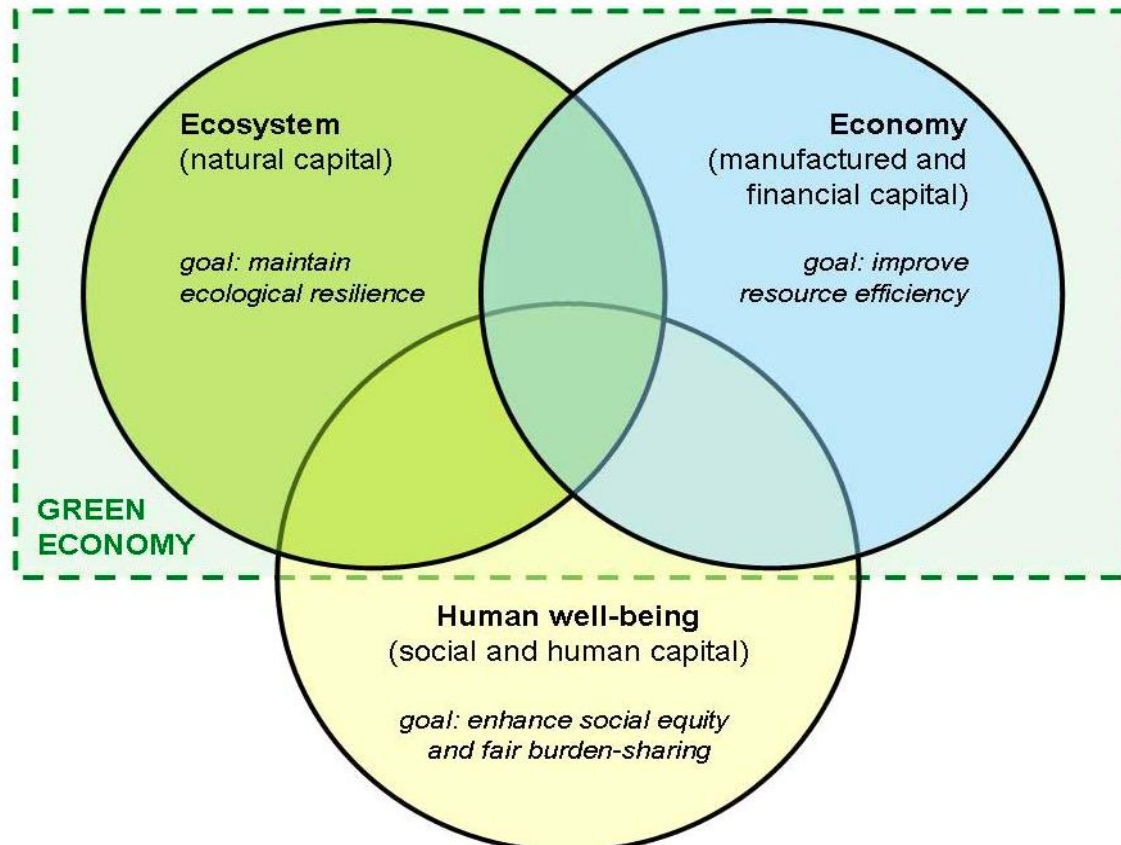 Ecosystem
(natural capital)
goal: maintain
ecological resilience
Economy
(manufactured and
financial capital)
goal: improve
resource efficiency
GREEN
ECONOMY
Human well-being
(social and human capital)
goal: enhance social equity
and fair burden-sharing